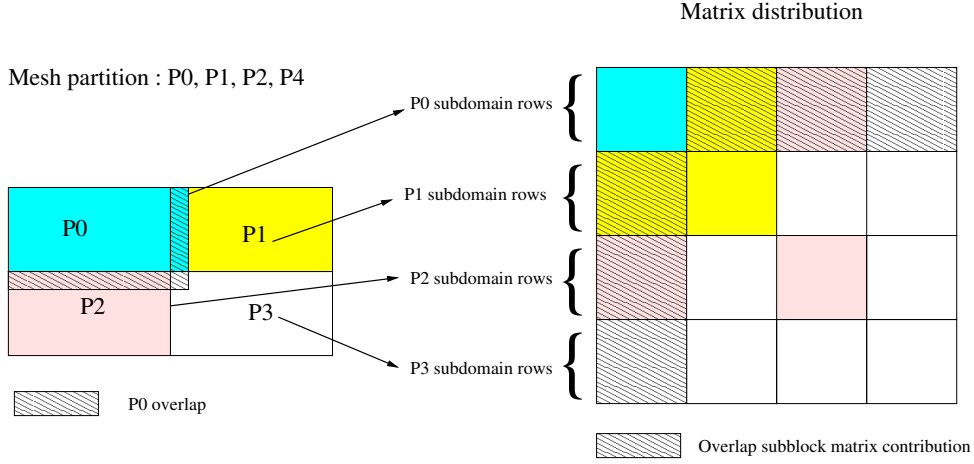 Matrix distribution
Mesh partition : P0, P1, P2, P4
P0 subdomain rows
P1 subdomain rows
P0
P1
P2 subdomain rows
P2
P3
P3 subdomain rows
P0 overlap
Overlap subblock matrix contribution